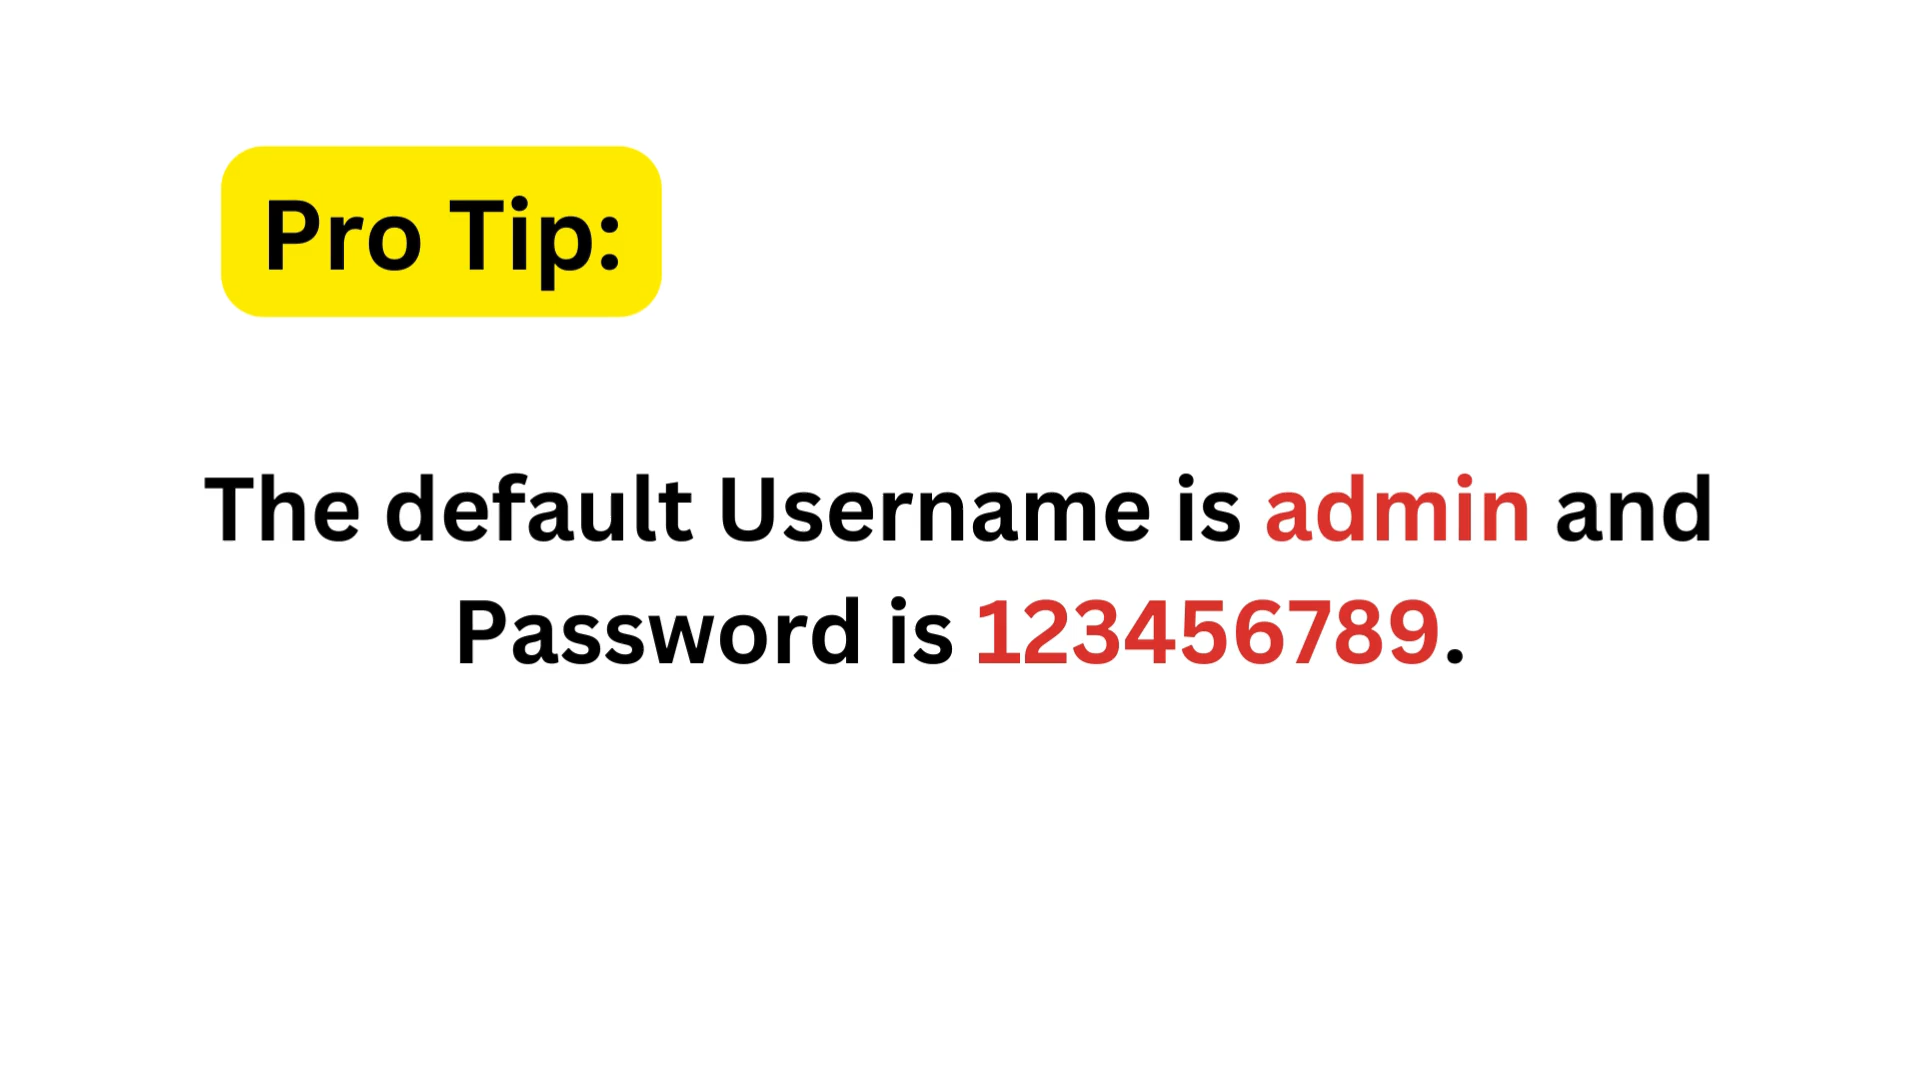 Pro Tip:
The default Username is admin and
Password is 123456789.